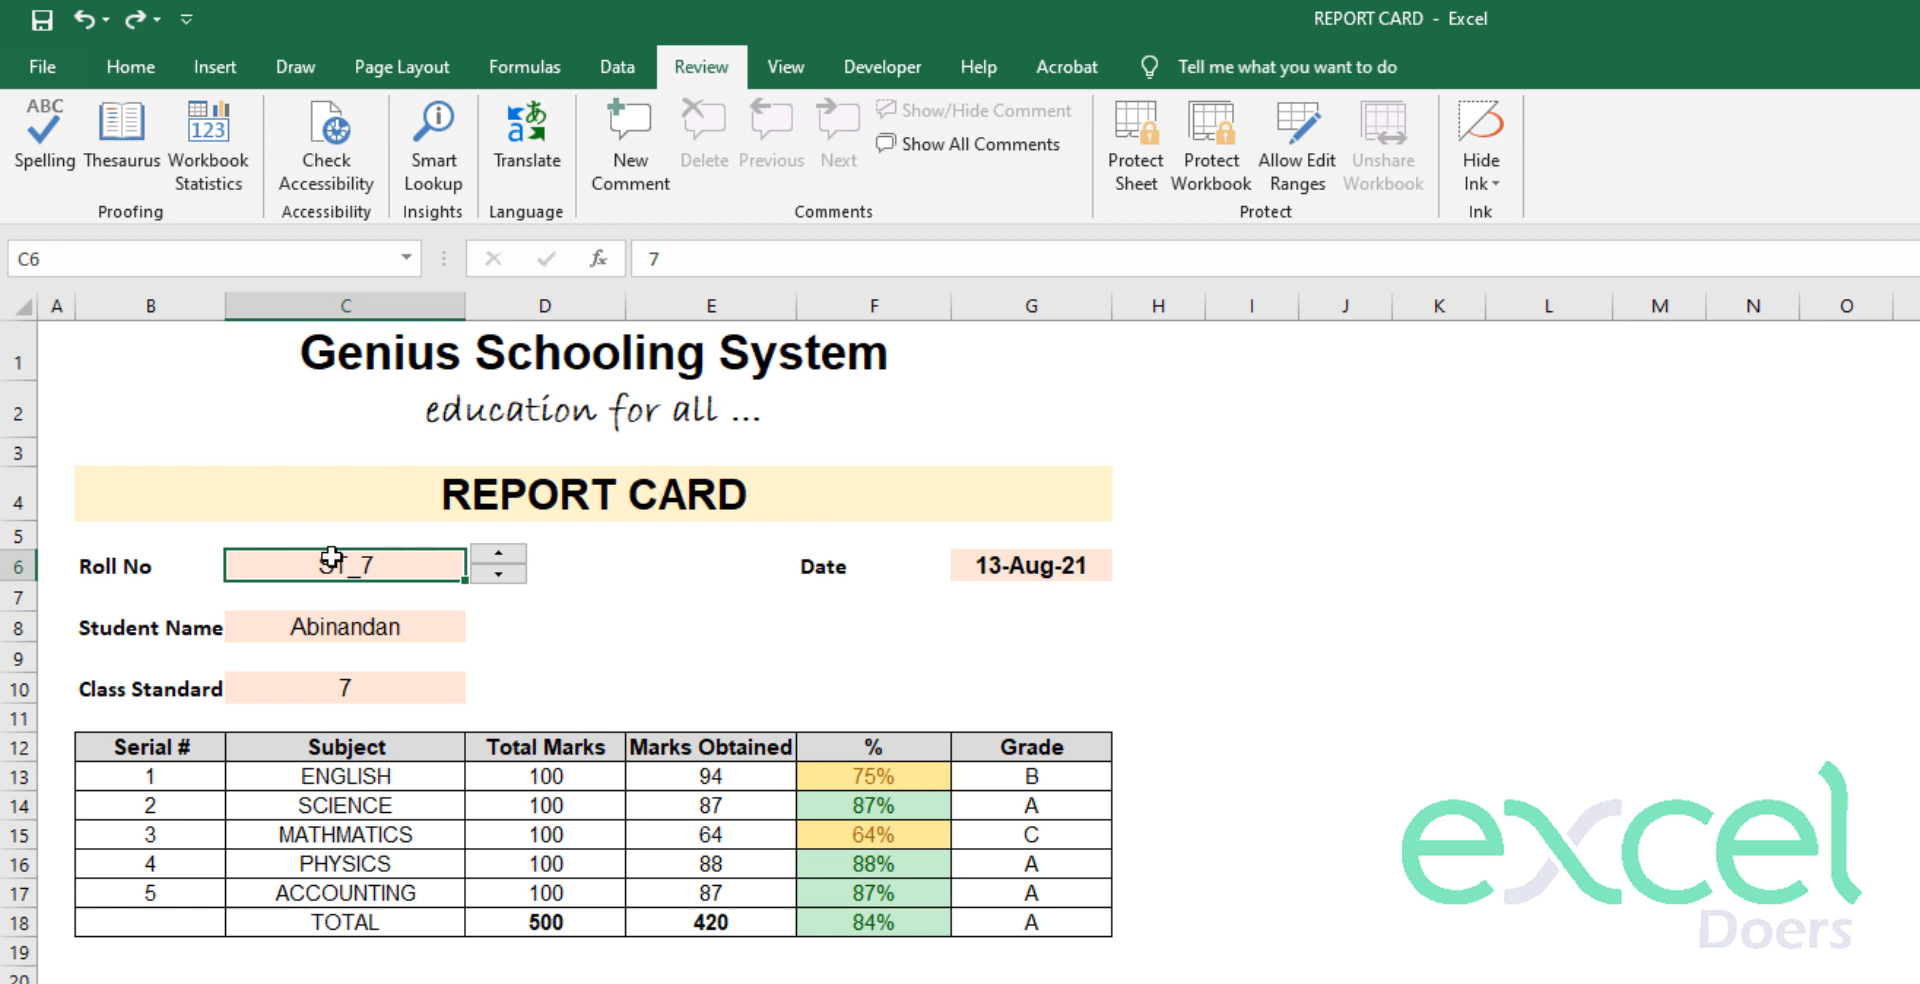 REPORT CARD - Excel
File Home Insert Draw Page Layout Formulas Data Review View Developer Help Acrobat Tell me what you want to do
ABC
123
a あ
Show/Hide Comment
Show All Comments
Spelling Thesaurus Workbook Statistics Check Accessibility Smart Lookup Translate New Comment Delete Previous Next Protect Sheet Protect Workbook Allow Edit Ranges Unshare Workbook Hide Ink
Proofing Accessibility Insights Language Comments Protect Ink
C6 fx 7
A B C D E F G H I J K L M N O
1 Genius Schooling System
2 education for all ...
3
4 REPORT CARD
5
6 Roll No ST_7 Date 13-Aug-21
7
8 Student Name Abinandan
9
10 Class Standard 7
11
12 Serial # Subject Total Marks Marks Obtained % Grade
13 1 ENGLISH 100 94 75% B
14 2 SCIENCE 100 87 87% A
15 3 MATHMATICS 100 64 64% C
16 4 PHYSICS 100 88 88% A
17 5 ACCOUNTING 100 87 87% A
18 TOTAL 500 420 84% A
19
20
excel
Doers